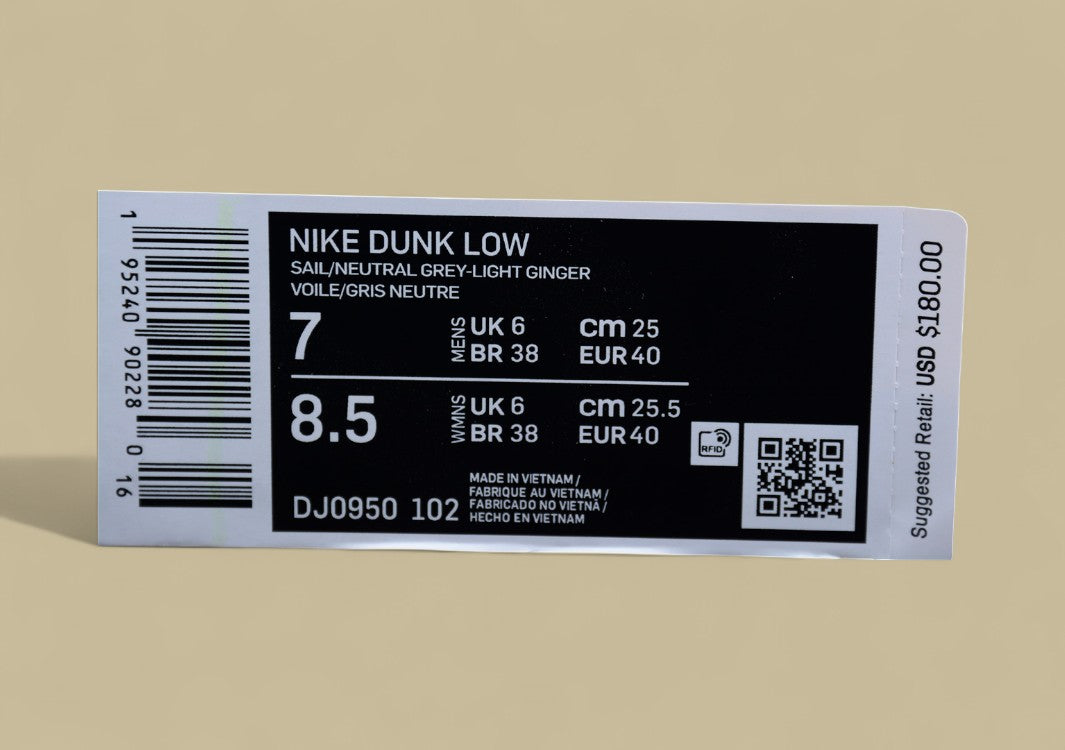 1 95240 90228 0 16
NIKE DUNK LOW
SAIL/NEUTRAL GREY-LIGHT GINGER
VOILE/GRIS NEUTRE
7
MENS
UK 6
cm 25
BR 38
EUR 40
8.5
WMNS
UK 6
cm 25.5
BR 38
EUR 40
RFID
DJ0950 102
MADE IN VIETNAM /
FABRIQUE AU VIETNAM /
FABRICADO NO VIETNÃ /
HECHO EN VIETNAM
Suggested Retail: USD $180.00